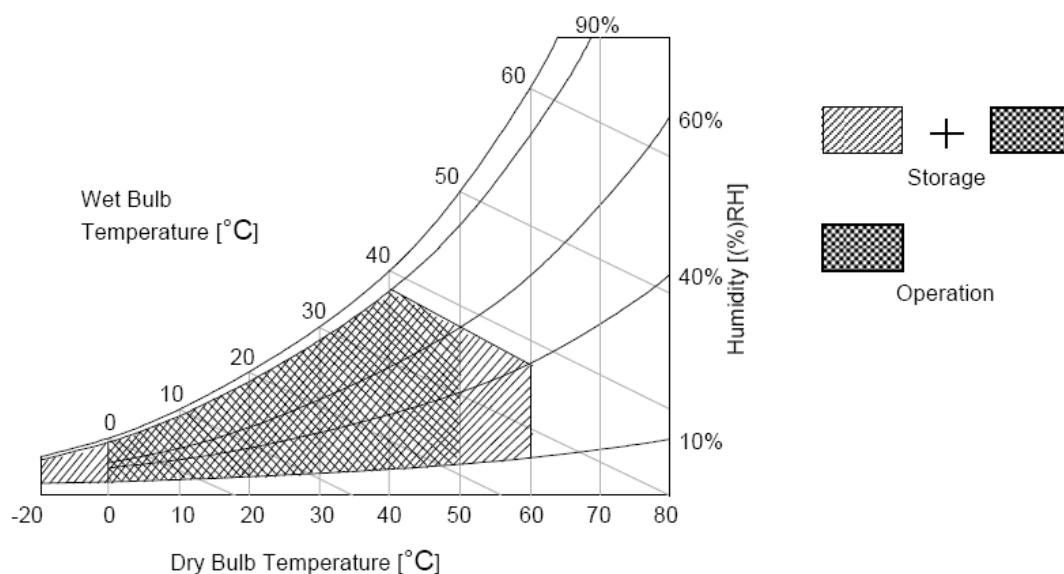 90%
60
60%
50
Wet Bulb
Temperature [°C]
40
30
20
10
0
Humidity [(%)RH]
40%
10%
-20 0 10 20 30 40 50 60 70 80
Dry Bulb Temperature [°C]
+
Storage
Operation